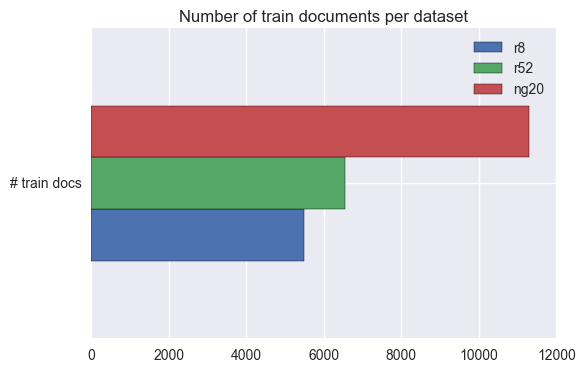 Number of train documents per dataset
r8
r52
ng20
# train docs
0 2000 4000 6000 8000 10000 12000